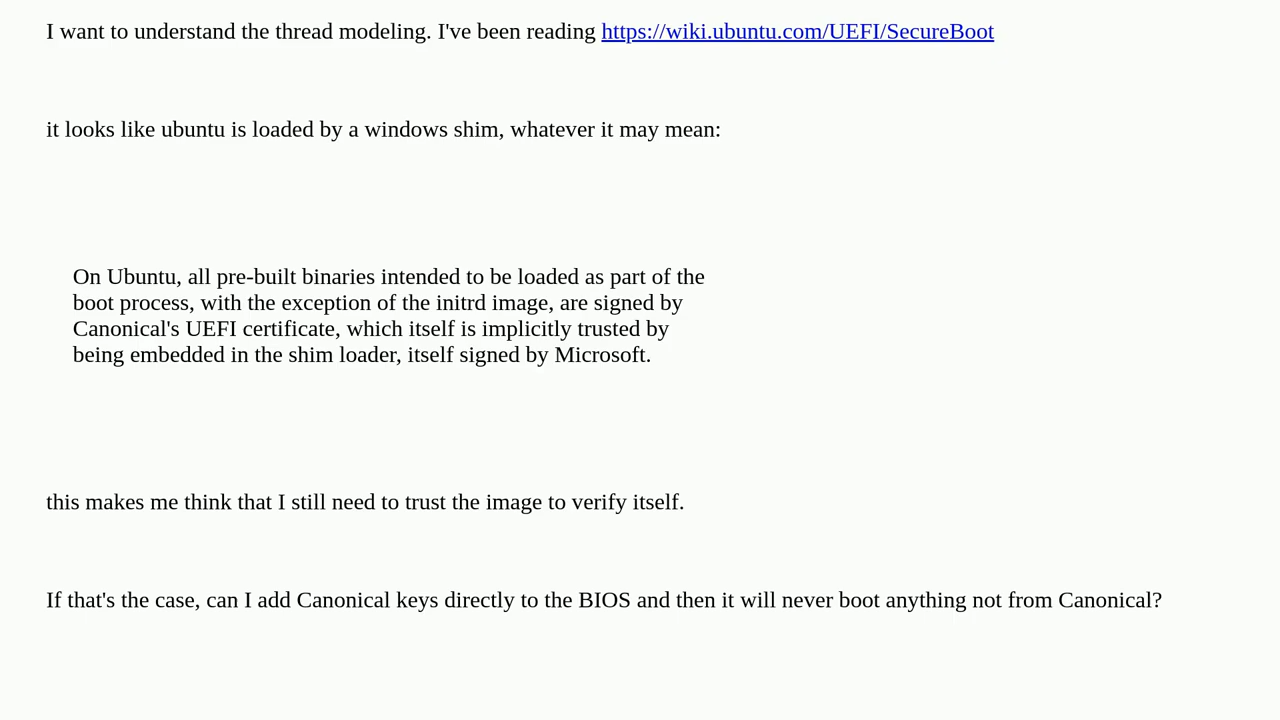 I want to understand the thread modeling. I've been reading https://wiki.ubuntu.com/UEFI/SecureBoot
it looks like ubuntu is loaded by a windows shim, whatever it may mean:
On Ubuntu, all pre-built binaries intended to be loaded as part of the
boot process, with the exception of the initrd image, are signed by
Canonical's UEFI certificate, which itself is implicitly trusted by
being embedded in the shim loader, itself signed by Microsoft.
this makes me think that I still need to trust the image to verify itself.
If that's the case, can I add Canonical keys directly to the BIOS and then it will never boot anything not from Canonical?